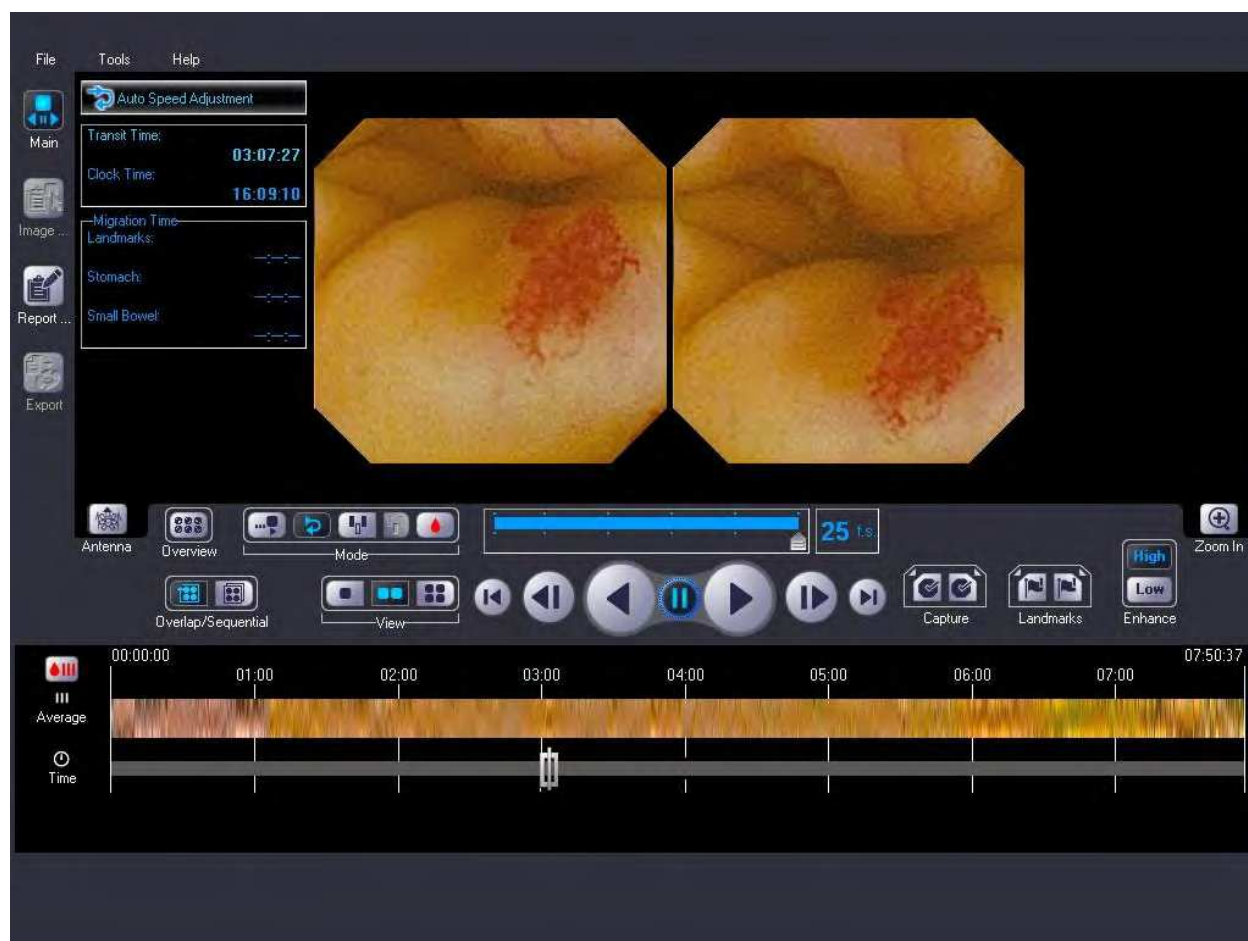 File Tools Help
Auto Speed Adjustment
Main
Transit Time:
03:07:27
Clock Time:
16:09:10
Image ...
Migration Time
Landmarks:
--:--:--
Stomach:
--:--:--
Report ...
Small Bowel:
--:--:--
Export
Antenna
Overview
Mode
25 f.s.
Zoom In
High
Low
Enhance
Overlap/Sequential
View
Capture
Landmarks
00:00:00 07:50:37
01:00 02:00 03:00 04:00 05:00 06:00 07:00
Average
Time